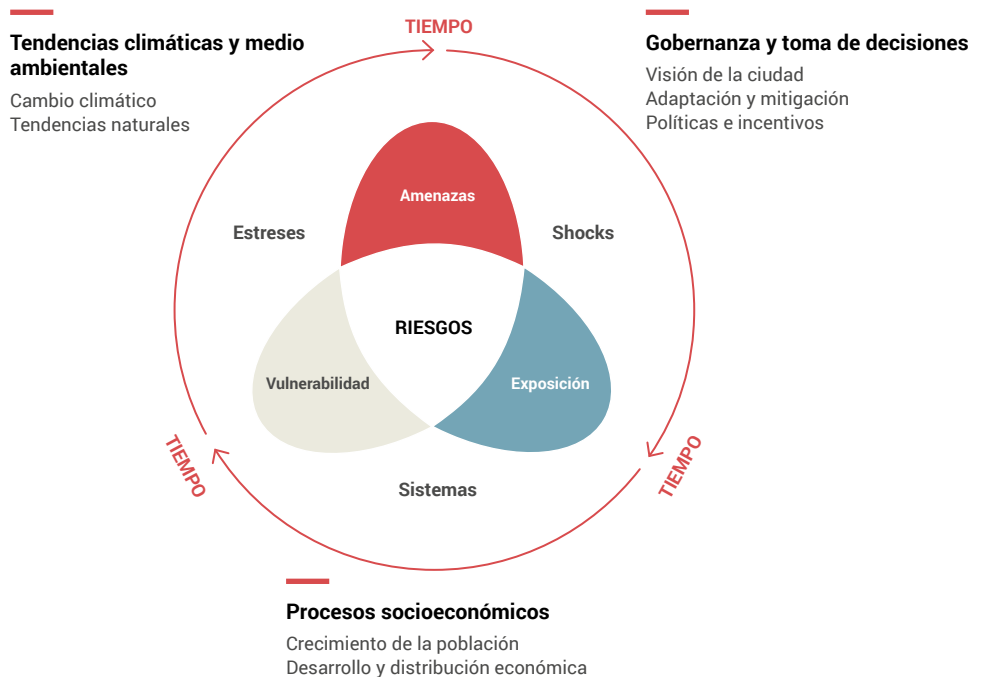 TIEMPO
Tendencias climáticas y medio
ambientales
Cambio climático
Tendencias naturales
Gobernanza y toma de decisiones
Visión de la ciudad
Adaptación y mitigación
Políticas e incentivos
Amenazas
Estreses
Shocks
RIESGOS
Vulnerabilidad
Exposición
TIEMPO
TIEMPO
Sistemas
Procesos socioeconómicos
Crecimiento de la población
Desarrollo y distribución económica